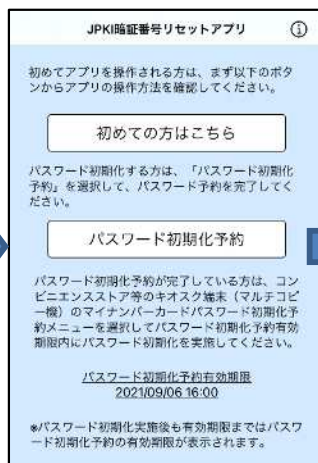 JPKI暗証番号リセットアプリ
初めてアプリを操作される方は、まず以下のボタ
ンからアプリの操作方法を確認してください。
初めての方はこちら
パスワード初期化する方は、「パスワード初期化
予約」を選択して、パスワード予約を完了してく
ださい。
パスワード初期化予約
パスワード初期化予約が完了している方は、コン
ビニエンスストア等のキオスク端末（マルチコピ
ー機）のマイナンバーカードパスワード初期化予
約メニューを選択してパスワード初期化予約有効
期限内にパスワード初期化を実施してください。
パスワード初期化予約有効期限
2021/09/06 16:00
※パスワード初期化実施後も有効期限まではパスワ
ード初期化予約の有効期限が表示されます。